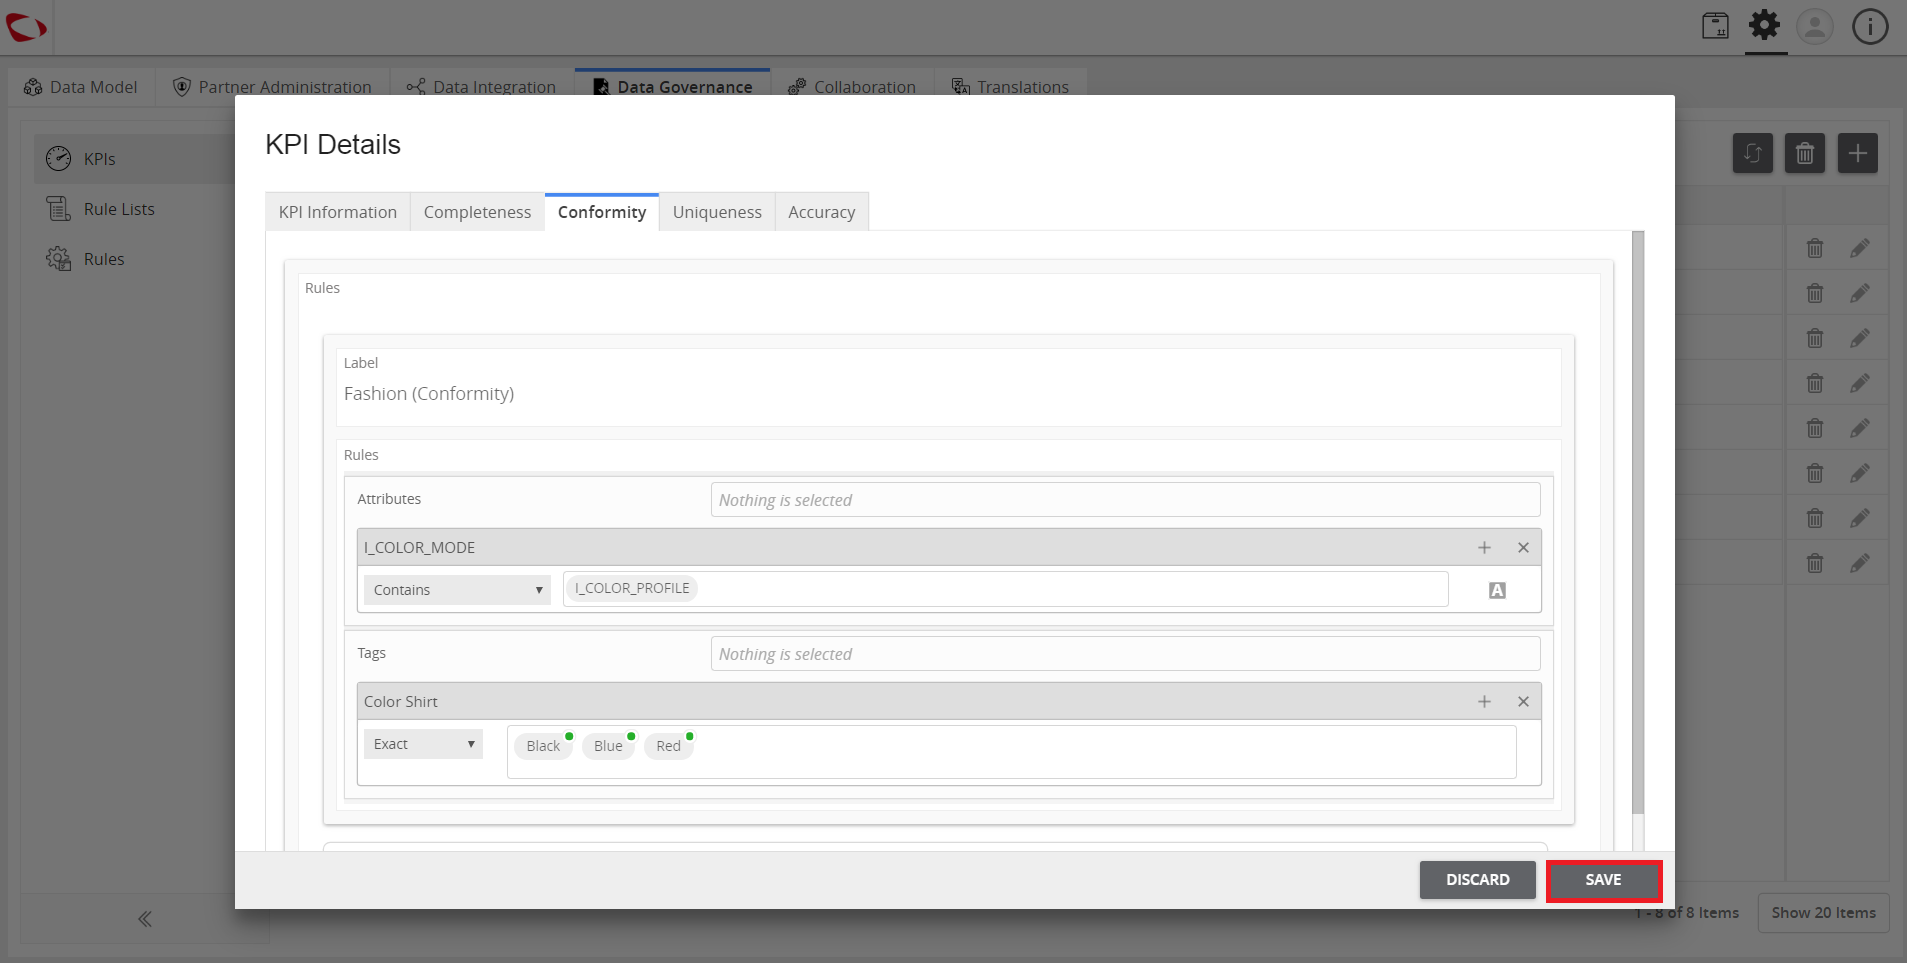 Data Model
Partner Administration
Data Integration
Data Governance
Collaboration
Translations
KPIs
Rule Lists
Rules
KPI Details
KPI Information
Completeness
Conformity
Uniqueness
Accuracy
Rules
Label
Fashion (Conformity)
Rules
Attributes
Nothing is selected
I_COLOR_MODE
Contains
I_COLOR_PROFILE
A
Tags
Nothing is selected
Color Shirt
Exact
Black
Blue
Red
DISCARD
SAVE
1 - 8 of 8 Items
Show 20 Items